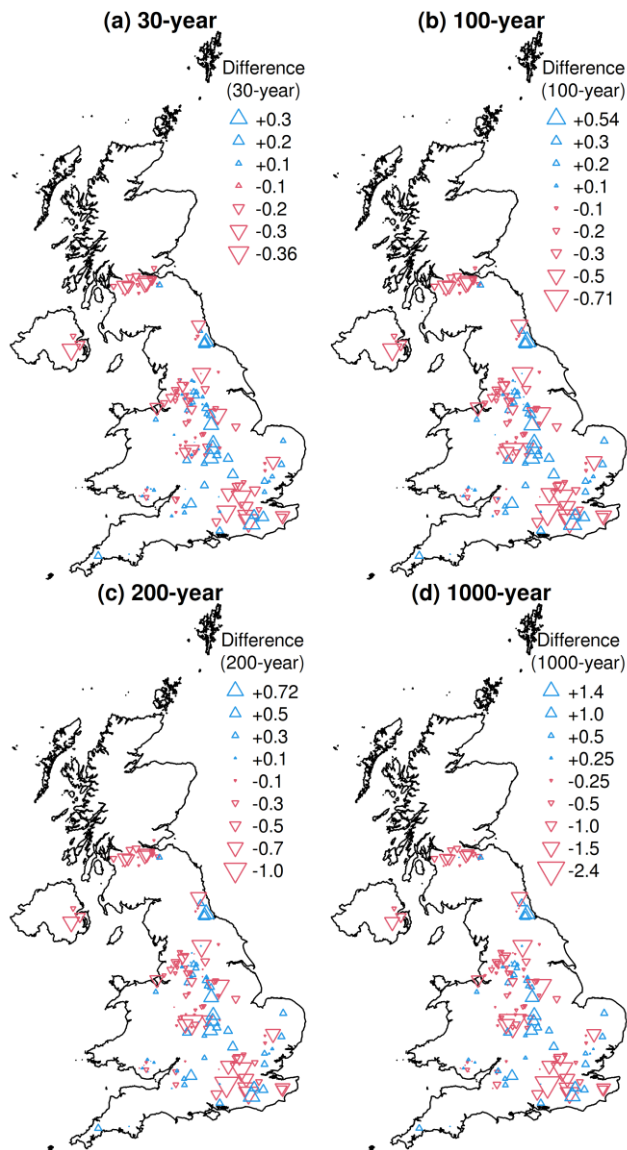 (a) 30-year
Difference
(30-year)
+0.3
+0.2
+0.1
-0.1
-0.2
-0.3
-0.36
(b) 100-year
Difference
(100-year)
+0.54
+0.3
+0.2
+0.1
-0.1
-0.2
-0.3
-0.5
-0.71
(c) 200-year
Difference
(200-year)
+0.72
+0.5
+0.3
+0.1
-0.1
-0.3
-0.5
-0.7
-1.0
(d) 1000-year
Difference
(1000-year)
+1.4
+1.0
+0.5
+0.25
-0.25
-0.5
-1.0
-1.5
-2.4